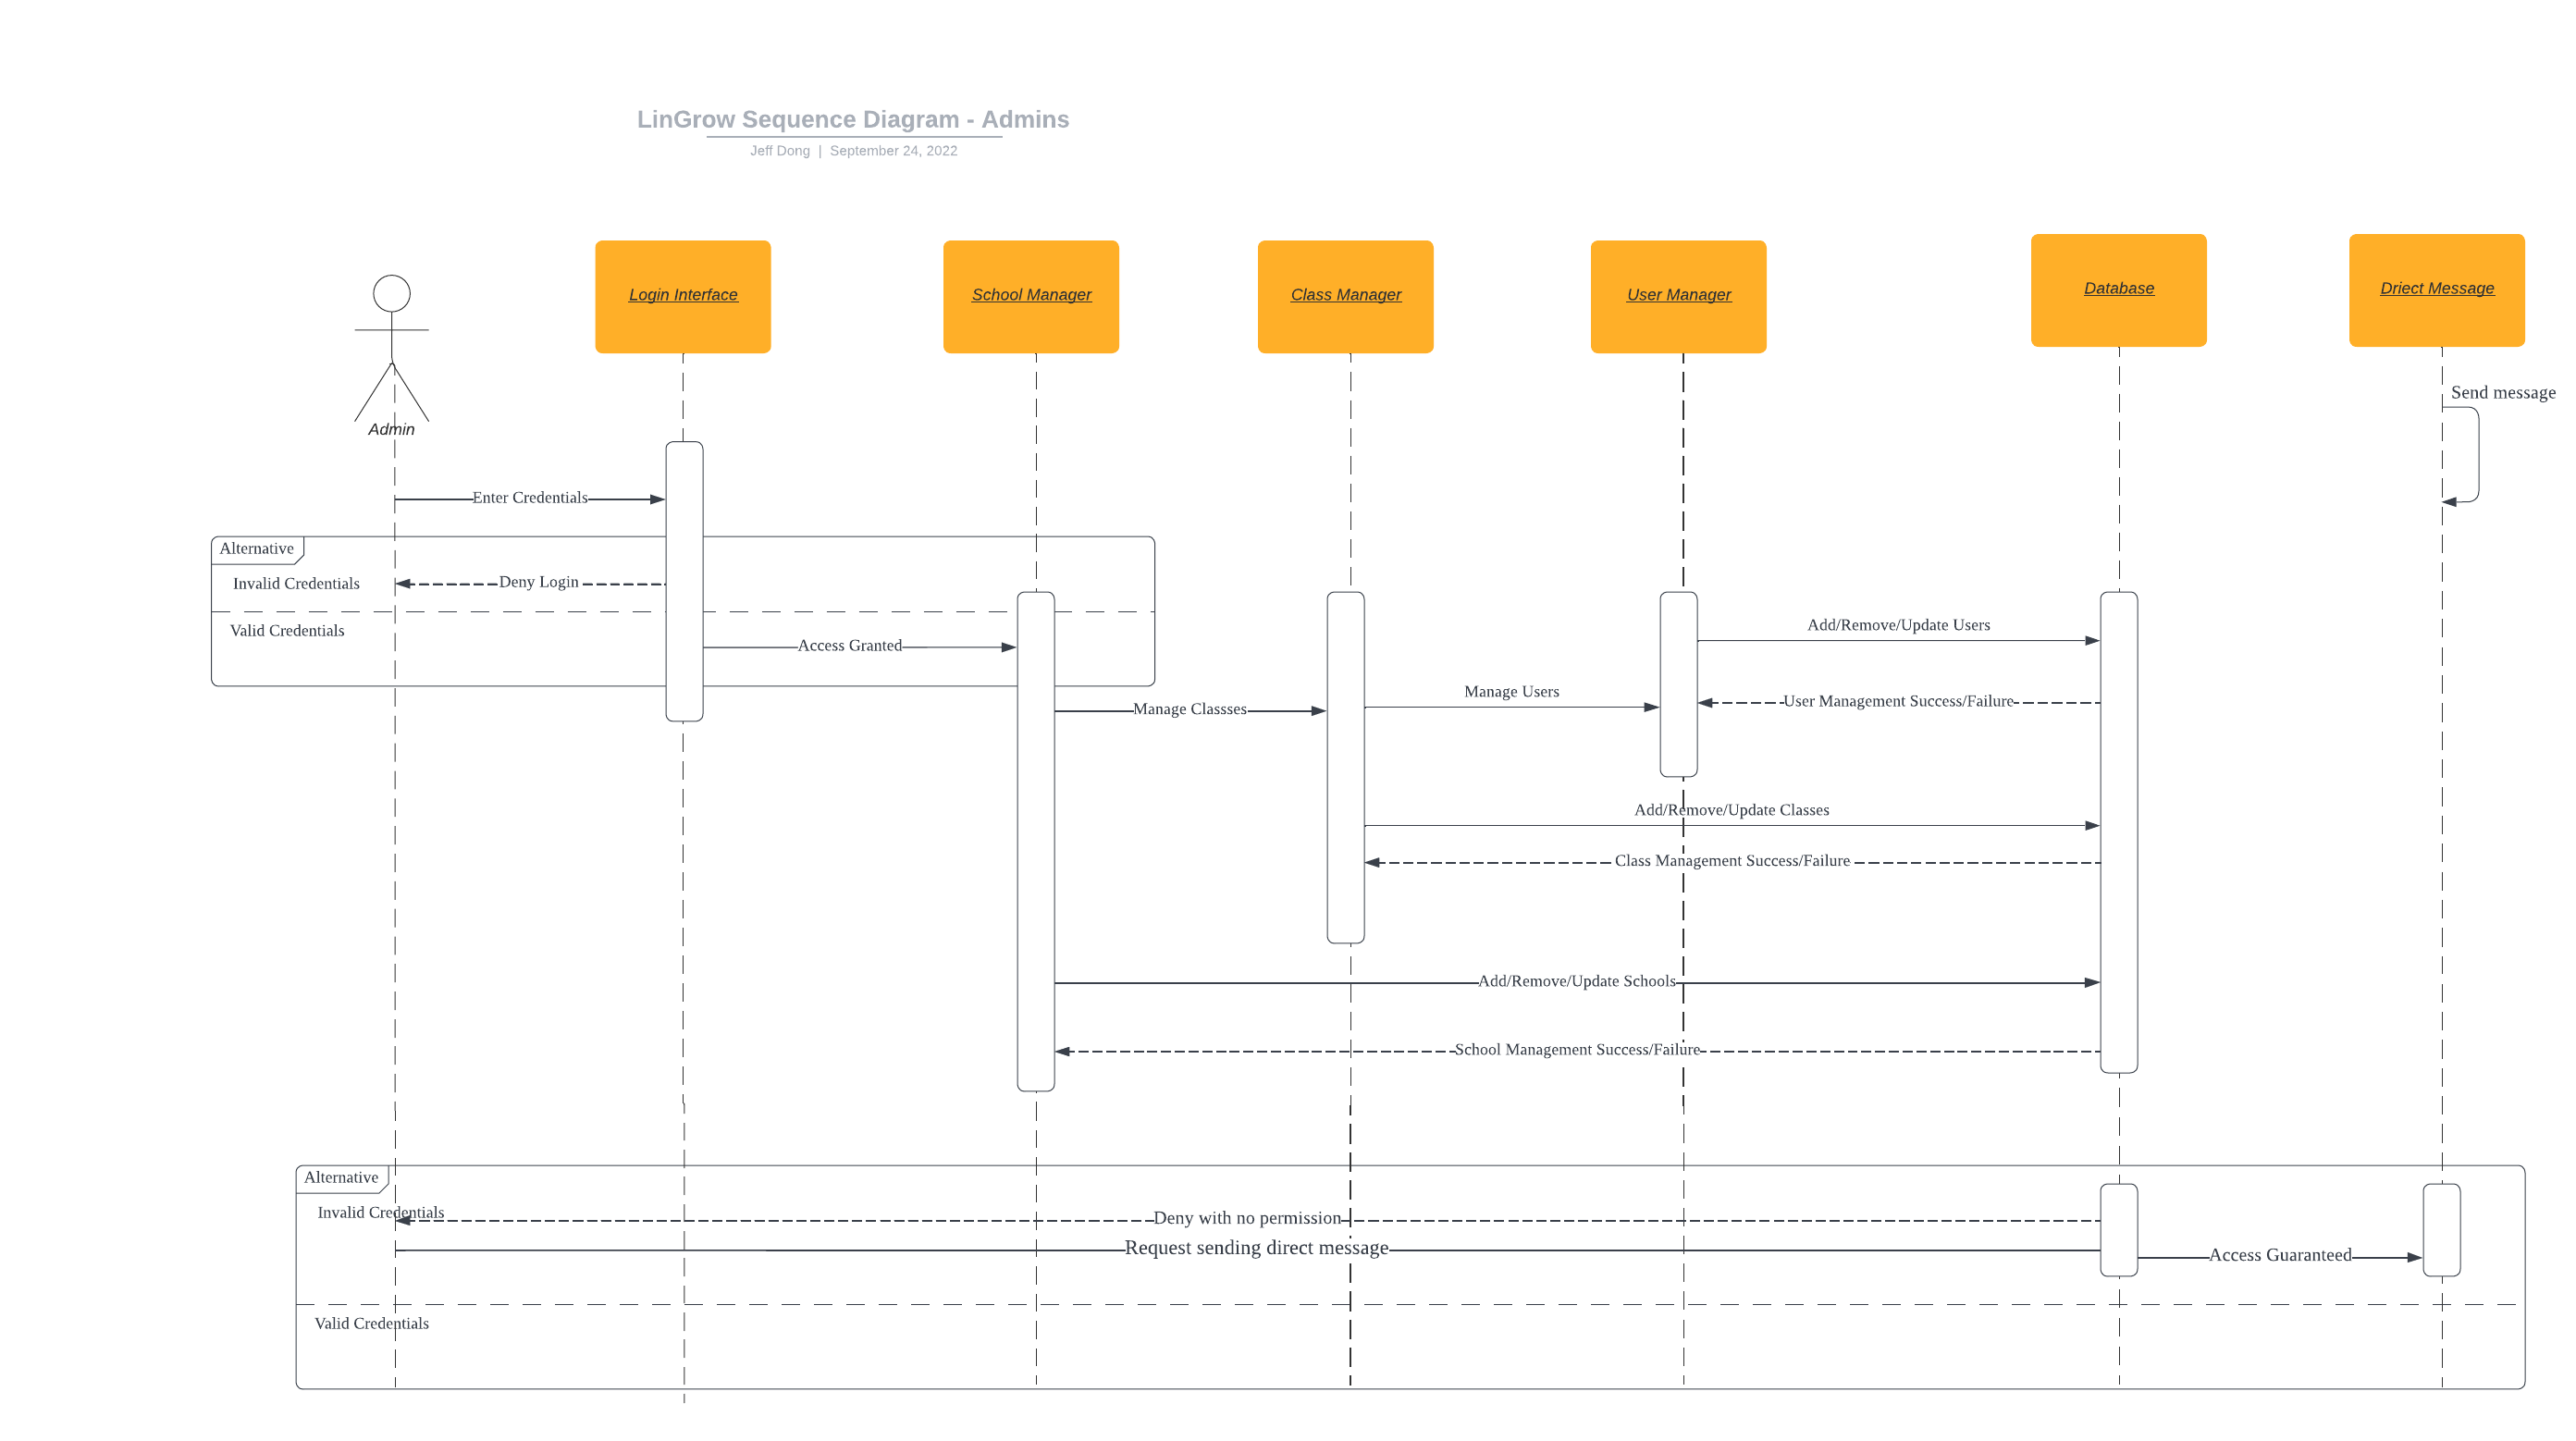 LinGrow Sequence Diagram - Admins
Jeff Dong | September 24, 2022
Admin
Login Interface
School Manager
Class Manager
User Manager
Database
Driect Message
Send message
Enter Credentials
Alternative
Invalid Credentials
Deny Login
Valid Credentials
Access Granted
Add/Remove/Update Users
Manage Classses
Manage Users
User Management Success/Failure
Add/Remove/Update Classes
Class Management Success/Failure
Add/Remove/Update Schools
School Management Success/Failure
Alternative
Invalid Credentials
Deny with no permission
Request sending direct message
Access Guaranteed
Valid Credentials